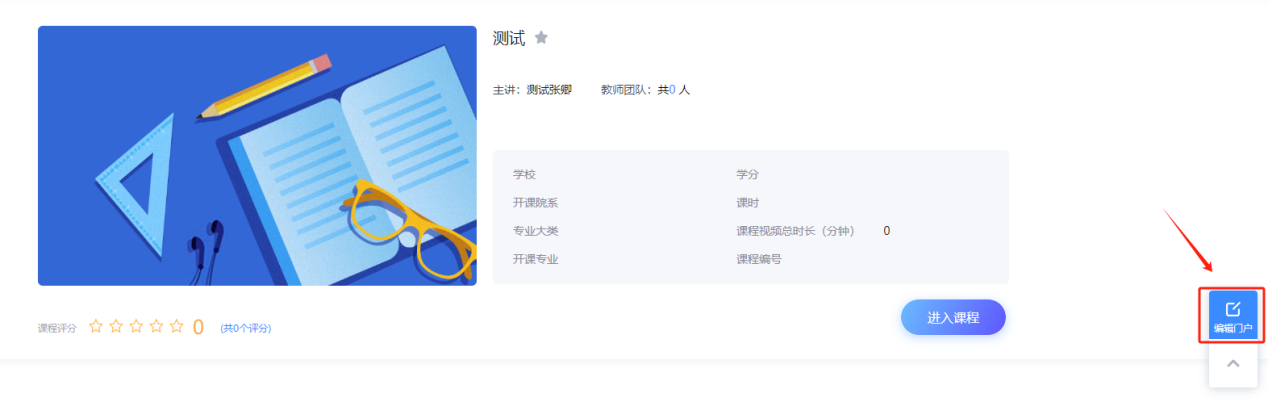 测试
主讲：测试张卿 教师团队：共0 人
学校 学分
开课院系 课时
专业大类 课程视频总时长（分钟） 0
开课专业 课程编号
课程评分 0 (共0个评分)
进入课程
编辑门户